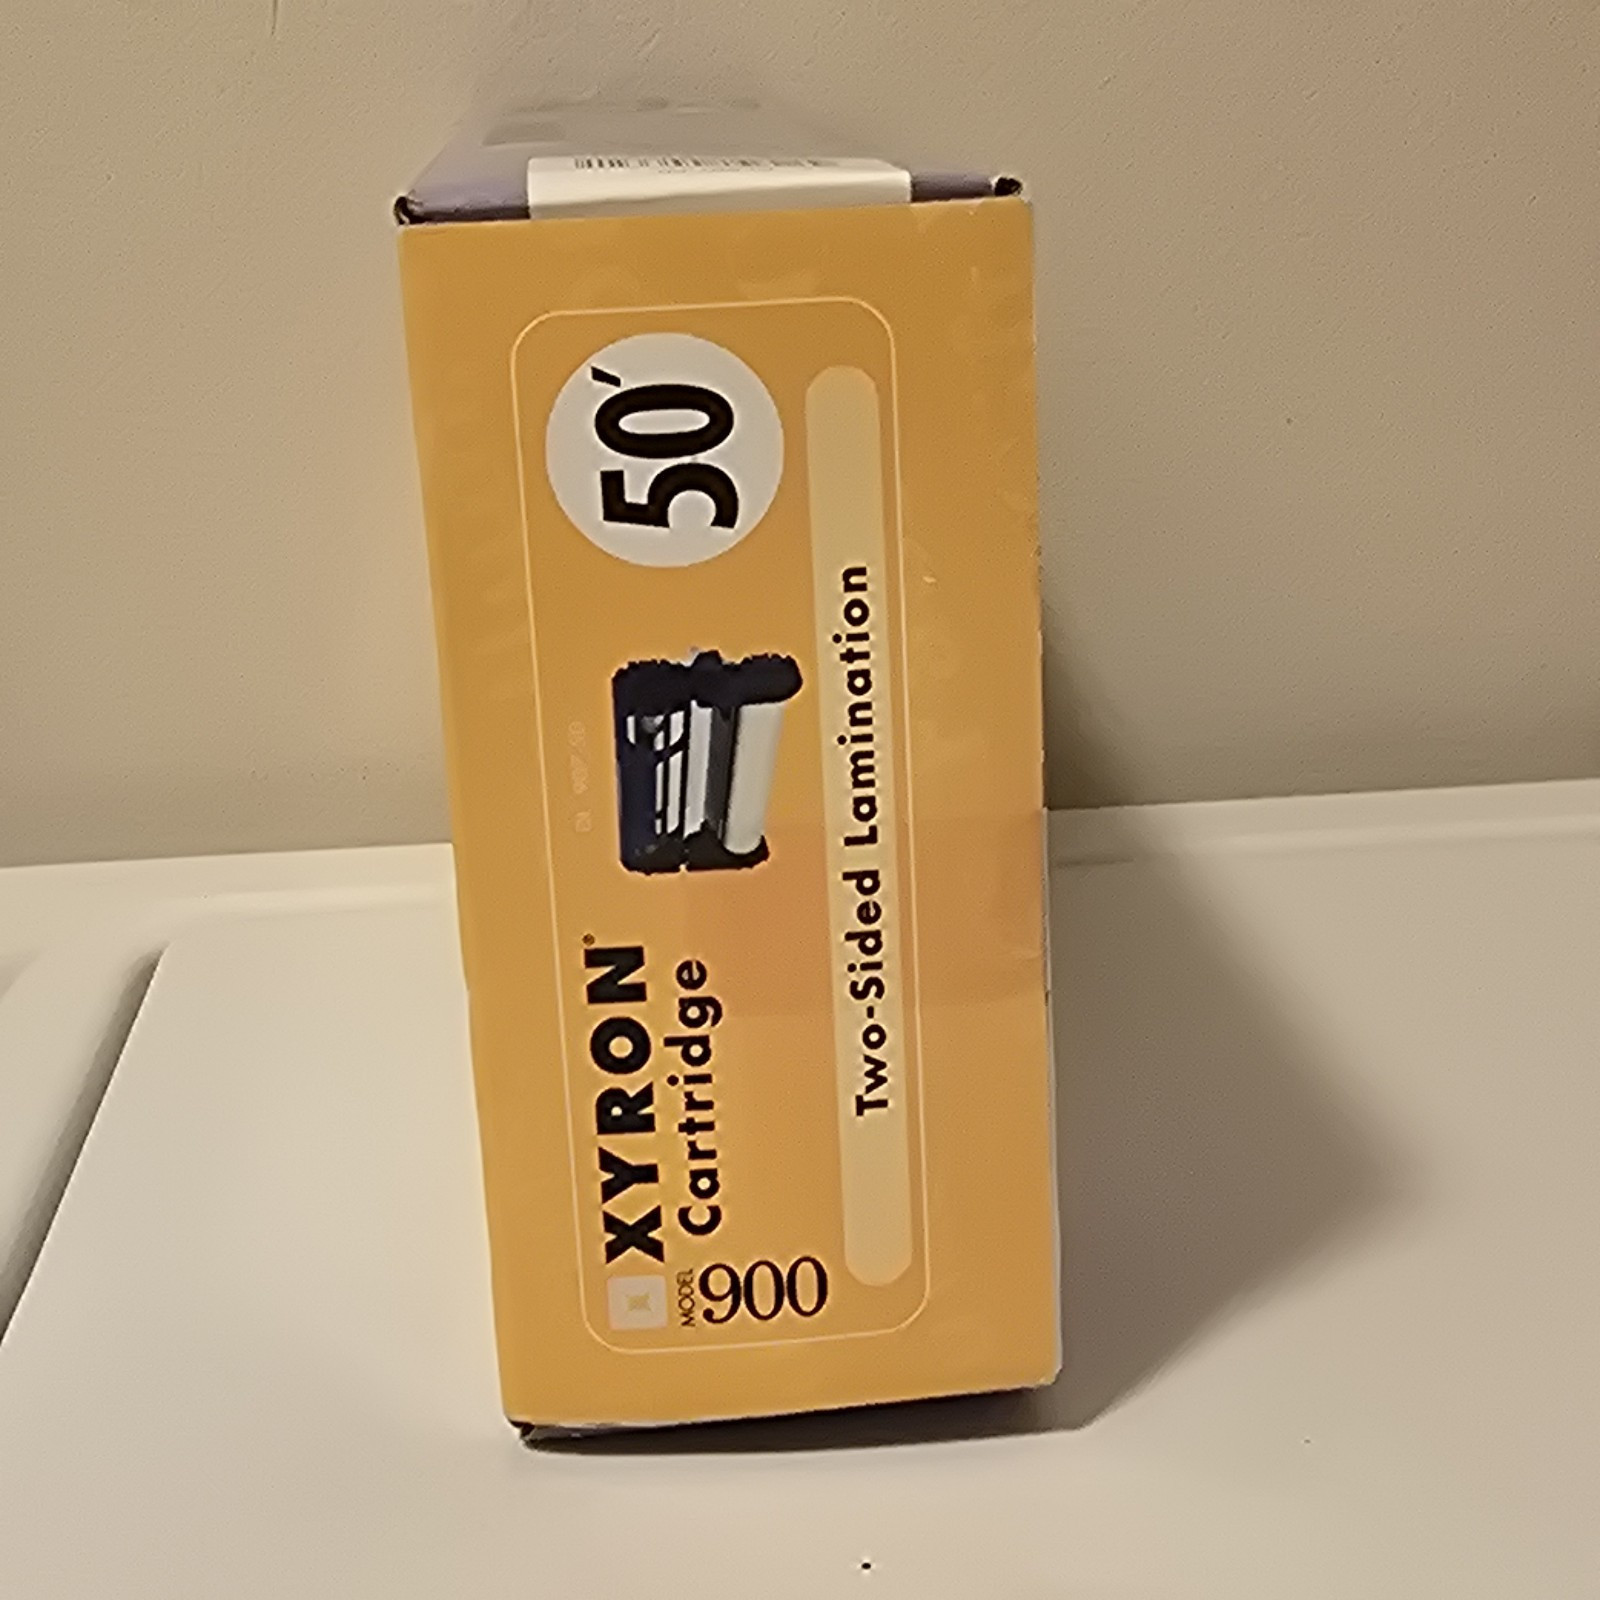 XYRON®
Cartridge
MODEL
900
50'
Two-Sided Lamination